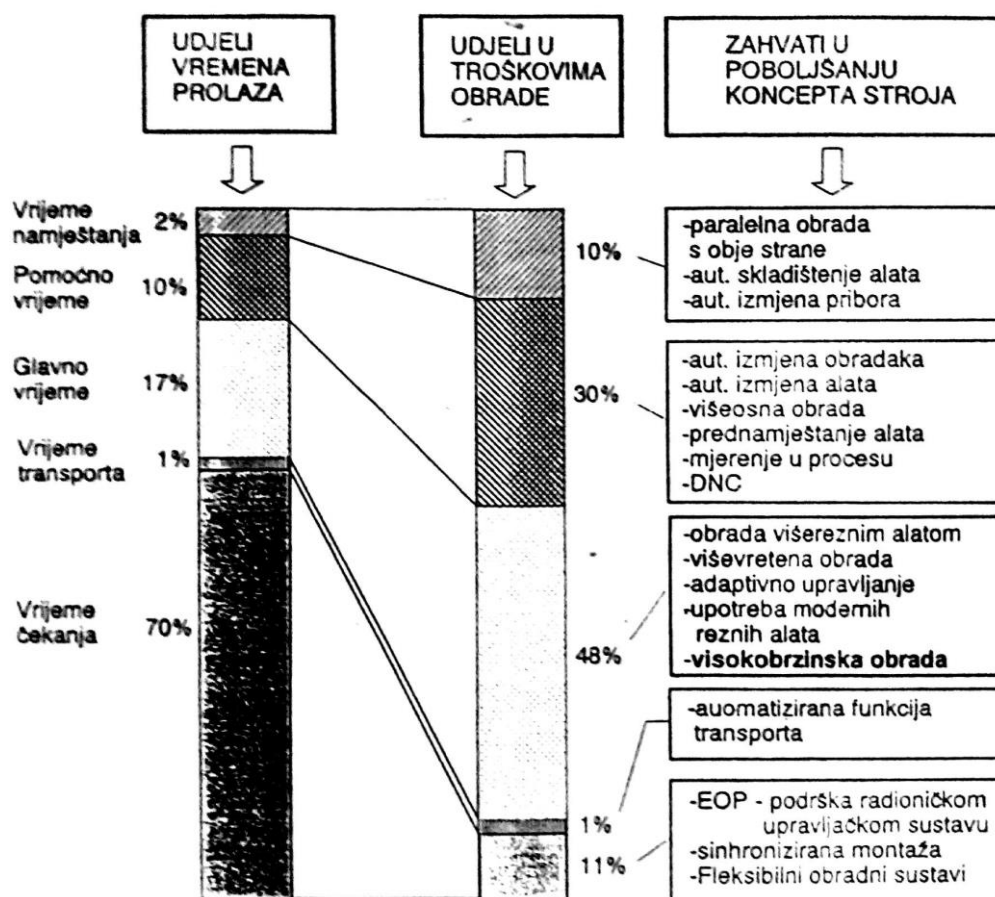 UDJELI
VREMENA
PROLAZA
UDJELI U
TROŠKOVIMA
OBRADE
ZAHVATI U
POBOLJŠANJU
KONCEPTA STROJA
Vrijeme
namještanja
2%
Pomoćno
vrijeme
10%
Glavno
vrijeme
17%
Vrijeme
transporta
1%
Vrijeme
čekanja
70%
10%
30%
48%
1%
11%
-paralelna obrada
s obje strane
-aut. skladištenje alata
-aut. izmjena pribora
-aut. izmjena obradaka
-aut. izmjena alata
-višeosna obrada
-prednamještanje alata
-mjerenje u procesu
-DNC
-obrada višereznim alatom
-viševretena obrada
-adaptivno upravljanje
-upotreba modernih
reznih alata
-visokobrzinska obrada
-auomatizirana funkcija
transporta
-EOP - podrška radioničkom
upravljačkom sustavu
-sinhronizirana montaža
-Fleksibilni obradni sustavi